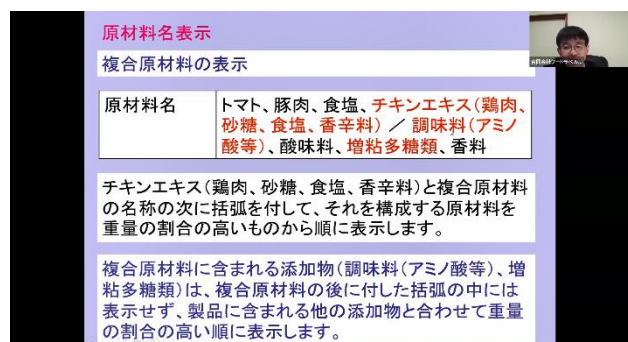 原材料名表示
複合原材料の表示
原材料名
トマト、豚肉、食塩、チキンエキス（鶏肉、
砂糖、食塩、香辛料）／調味料（アミノ
酸等）、酸味料、増粘多糖類、香料
チキンエキス（鶏肉、砂糖、食塩、香辛料）と複合原材料
の名称の次に括弧を付して、それを構成する原材料を
重量の割合の高いものから順に表示します。
複合原材料に含まれる添加物（調味料（アミノ酸等）、増
粘多糖類）は、複合原材料の後に付した括弧の中には
表示せず、製品に含まれる他の添加物と合わせて重量
の割合の高い順に表示します。